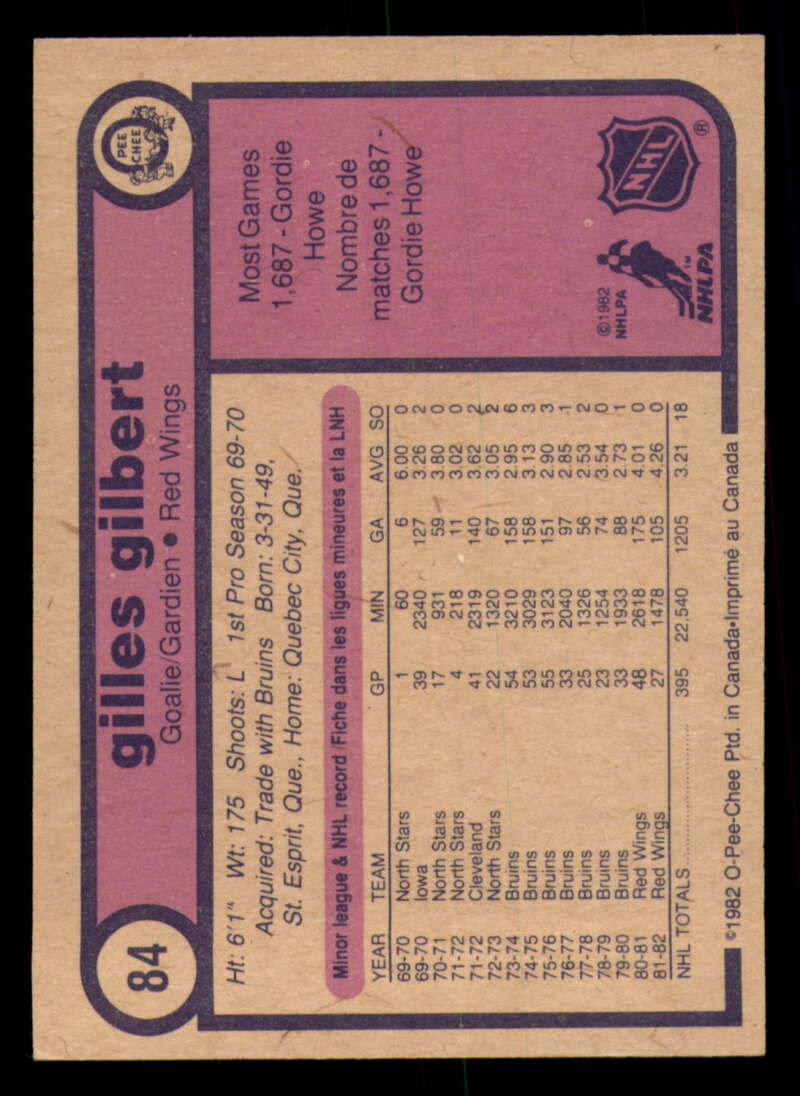 84
gilles gilbert
Goalie/Gardien • Red Wings
PEE
CHEE
Ht: 6'1" Wt: 175 Shoots: L 1st Pro Season 69-70
Acquired: Trade with Bruins Born: 3-31-49,
St. Esprit, Que., Home: Quebec City, Que.
Minor league & NHL record/Fiche dans les ligues mineures et la LNH
YEAR TEAM GP MIN GA AVG SO
69-70 North Stars 1 60 6 6.00 0
69-70 Iowa 39 2340 127 3.26 2
70-71 North Stars 17 931 59 3.80 0
71-72 North Stars 4 218 11 3.02 0
71-72 Cleveland 41 2319 140 3.62 2
72-73 North Stars 22 1320 67 3.05 2
73-74 Bruins 54 3210 158 2.95 6
74-75 Bruins 53 3029 158 3.13 3
75-76 Bruins 55 3123 151 2.90 3
76-77 Bruins 33 2040 97 2.85 1
77-78 Bruins 25 1326 56 2.53 2
78-79 Bruins 23 1254 74 3.54 0
79-80 Bruins 33 1933 88 2.73 1
80-81 Red Wings 48 2618 175 4.01 0
81-82 Red Wings 27 1478 105 4.26 0
NHL TOTALS 395 22.540 1205 3.21 18
Most Games
1,687 - Gordie
Howe
Nombre de
matches 1,687 -
Gordie Howe
©1982
NHLPA
NHLPA™
NHL®
©1982 O-Pee-Chee Ptd. in Canada•Imprimé au Canada